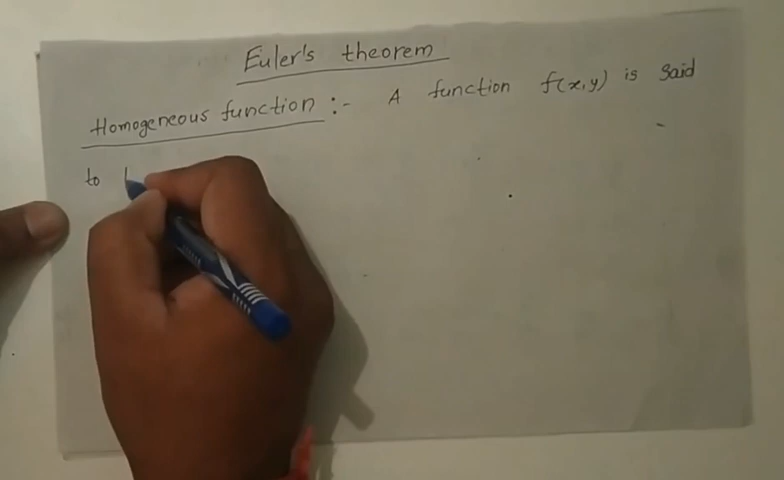 Euler's theorem
Homogeneous function :- A function f(x,y) is said
to